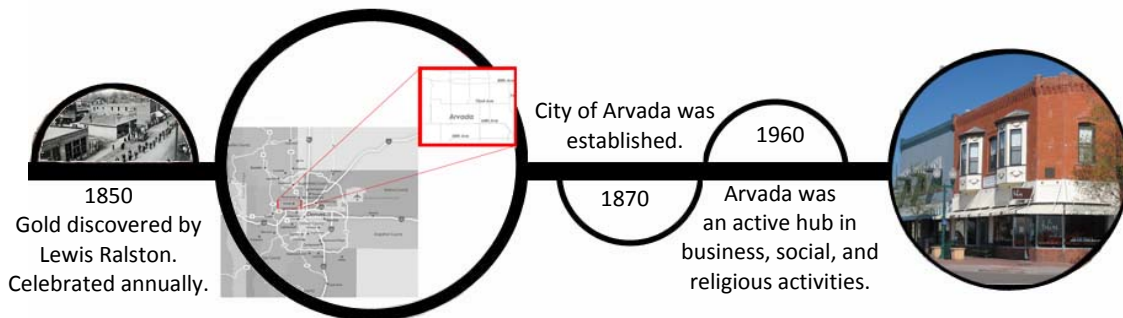 1850
Gold discovered by
Lewis Ralston.
Celebrated annually.
Arvada
City of Arvada was
established.
1870
1960
Arvada was
an active hub in
business, social, and
religious activities.